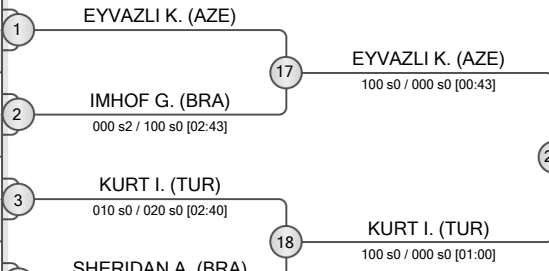 EYVAZLI K. (AZE)
1
17
EYVAZLI K. (AZE)
100 s0 / 000 s0 [00:43]
IMHOF G. (BRA)
2
000 s2 / 100 s0 [02:43]
KURT I. (TUR)
3
010 s0 / 020 s0 [02:40]
18
KURT I. (TUR)
100 s0 / 000 s0 [01:00]
SHERIDAN A. (BRA)